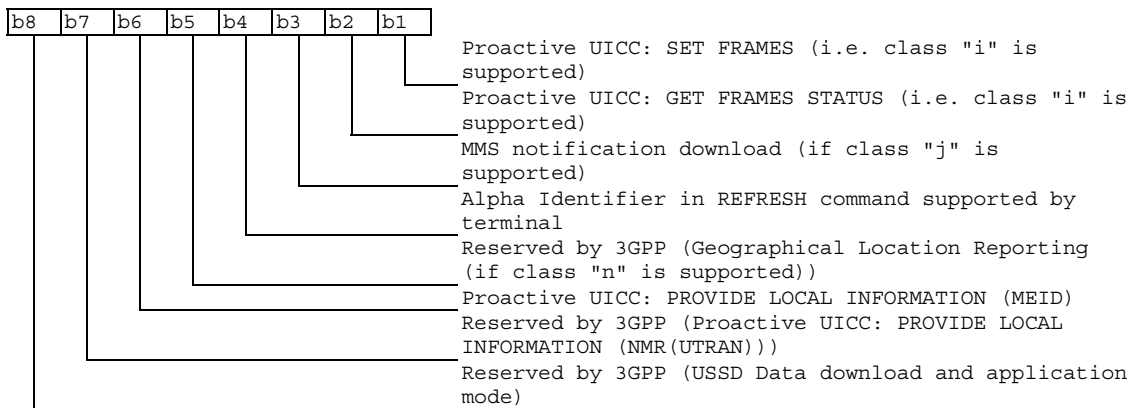 b8 b7 b6 b5 b4 b3 b2 b1
Proactive UICC: SET FRAMES (i.e. class "i" is
supported)
Proactive UICC: GET FRAMES STATUS (i.e. class "i" is
supported)
MMS notification download (if class "j" is
supported)
Alpha Identifier in REFRESH command supported by
terminal
Reserved by 3GPP (Geographical Location Reporting
(if class "n" is supported))
Proactive UICC: PROVIDE LOCAL INFORMATION (MEID)
Reserved by 3GPP (Proactive UICC: PROVIDE LOCAL
INFORMATION (NMR(UTRAN)))
Reserved by 3GPP (USSD Data download and application
mode)